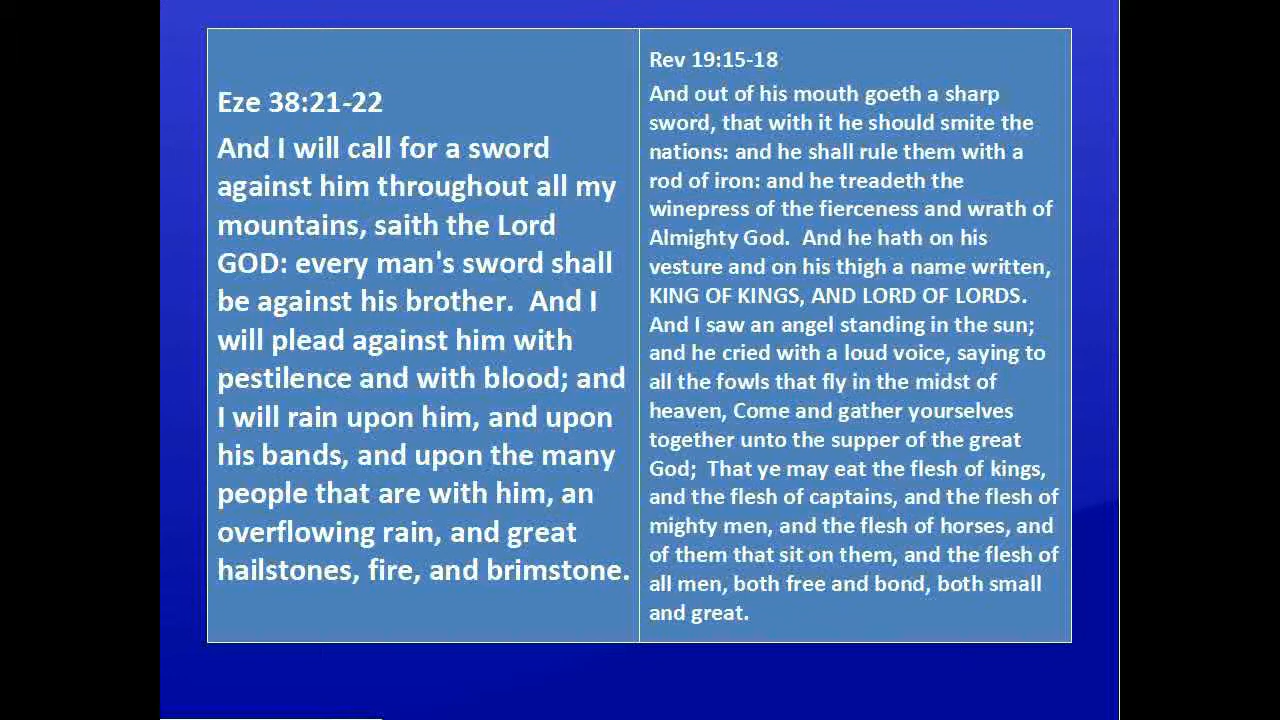 Eze 38:21-22
And I will call for a sword
against him throughout all my
mountains, saith the Lord
GOD: every man's sword shall
be against his brother.  And I
will plead against him with
pestilence and with blood; and
I will rain upon him, and upon
his bands, and upon the many
people that are with him, an
overflowing rain, and great
hailstones, fire, and brimstone.
Rev 19:15-18
And out of his mouth goeth a sharp
sword, that with it he should smite the
nations: and he shall rule them with a
rod of iron: and he treadeth the
winepress of the fierceness and wrath of
Almighty God.  And he hath on his
vesture and on his thigh a name written,
KING OF KINGS, AND LORD OF LORDS.
And I saw an angel standing in the sun;
and he cried with a loud voice, saying to
all the fowls that fly in the midst of
heaven, Come and gather yourselves
together unto the supper of the great
God;  That ye may eat the flesh of kings,
and the flesh of captains, and the flesh of
mighty men, and the flesh of horses, and
of them that sit on them, and the flesh of
all men, both free and bond, both small
and great.